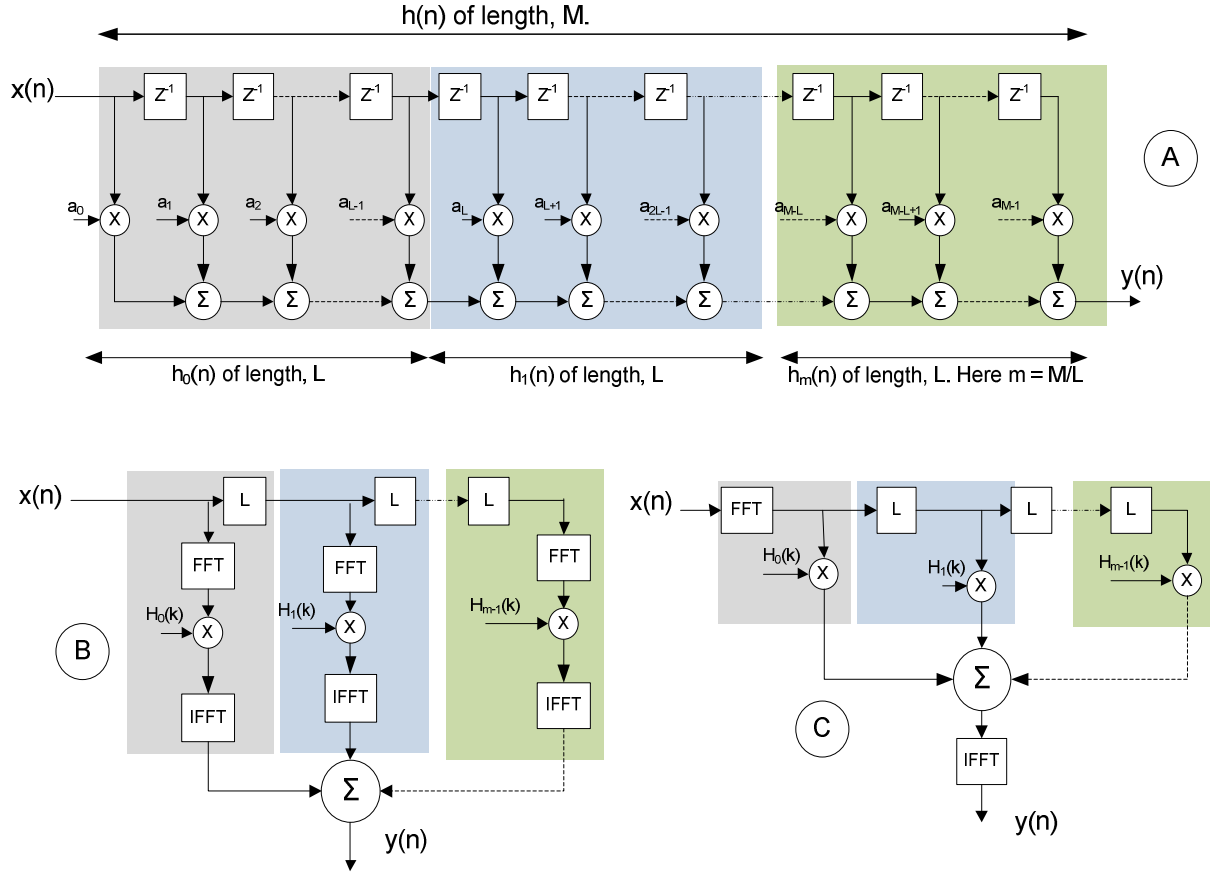 h(n) of length, M.
x(n) Z-1 Z-1 Z-1 Z-1 Z-1 Z-1 Z-1 Z-1 Z-1
A
a0 X a1 X a2 X aL-1 X aL X aL+1 X a2L-1 X aM-L X aM-L+1 X aM-1 X
Σ Σ Σ Σ Σ Σ Σ Σ Σ y(n)
h0(n) of length, L h1(n) of length, L hm(n) of length, L. Here m = M/L
x(n) L L L
FFT FFT FFT
H0(k) X H1(k) X Hm-1(k) X
B
IFFT IFFT IFFT
Σ
y(n)
x(n) FFT L L L
H0(k) X H1(k) X Hm-1(k) X
Σ
C
IFFT
y(n)